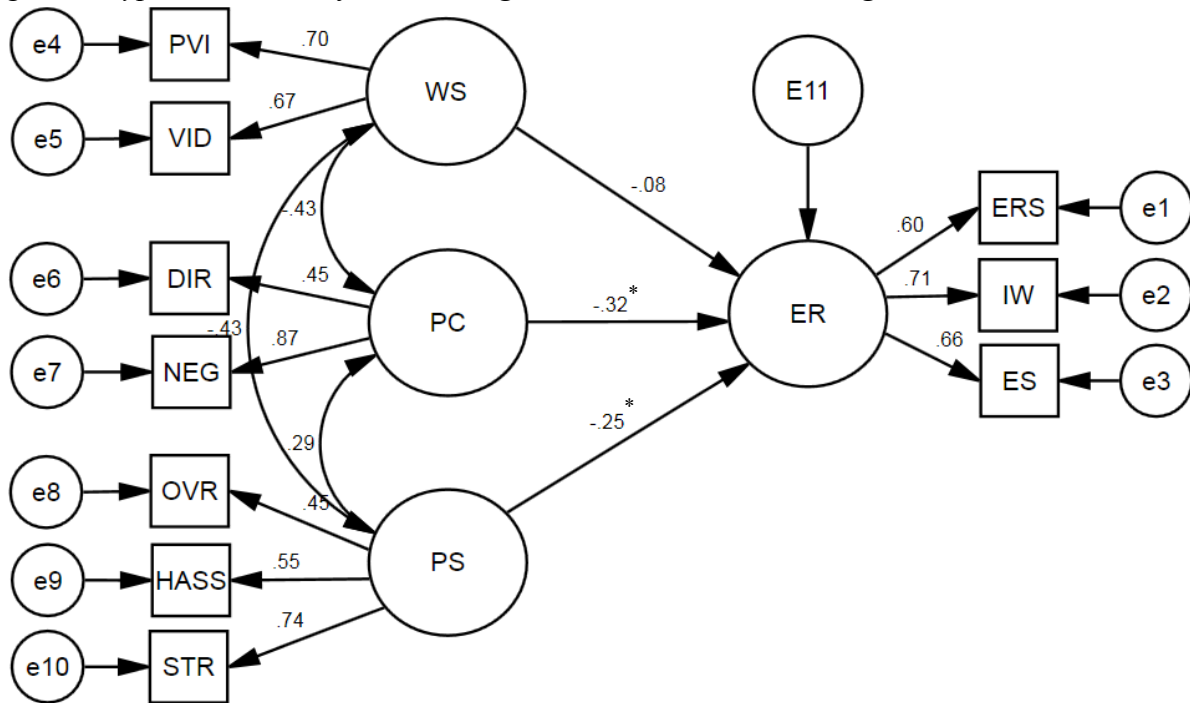 e4
PVI
.70
WS
E11
e5
VID
.67
-.08
-.43
ERS
e1
.60
e6
DIR
.45
PC
-.32*
ER
.71
IW
e2
-.43
.87
e7
NEG
.66
ES
e3
-.25*
.29
e8
OVR
.45
PS
e9
HASS
.55
.74
e10
STR